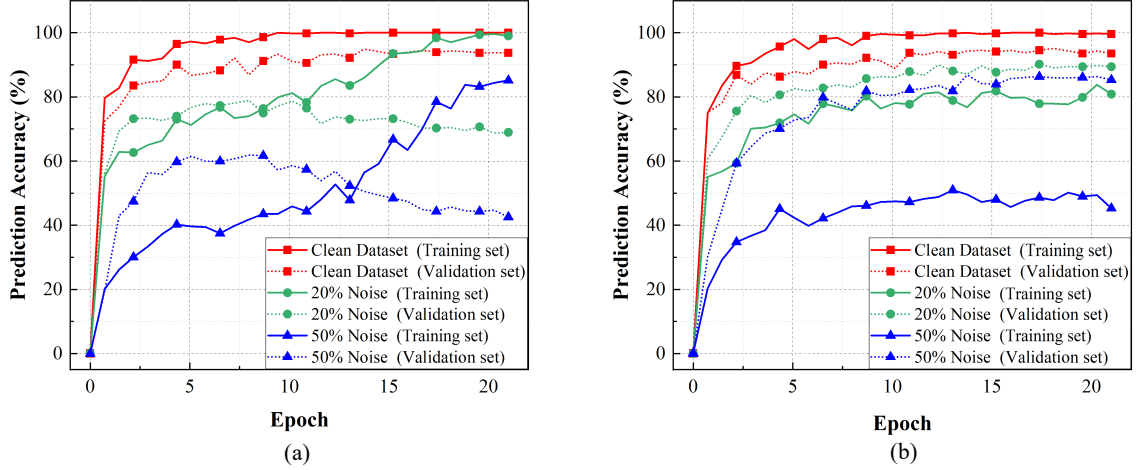 (a)
Prediction Accuracy (%)
100
80
60
40
20
0
Clean Dataset (Training set)
Clean Dataset (Validation set)
20% Noise (Training set)
20% Noise (Validation set)
50% Noise (Training set)
50% Noise (Validation set)
0 5 10 15 20
Epoch
(a)
(b)
Prediction Accuracy (%)
100
80
60
40
20
0
Clean Dataset (Training set)
Clean Dataset (Validation set)
20% Noise (Training set)
20% Noise (Validation set)
50% Noise (Training set)
50% Noise (Validation set)
0 5 10 15 20
Epoch
(b)